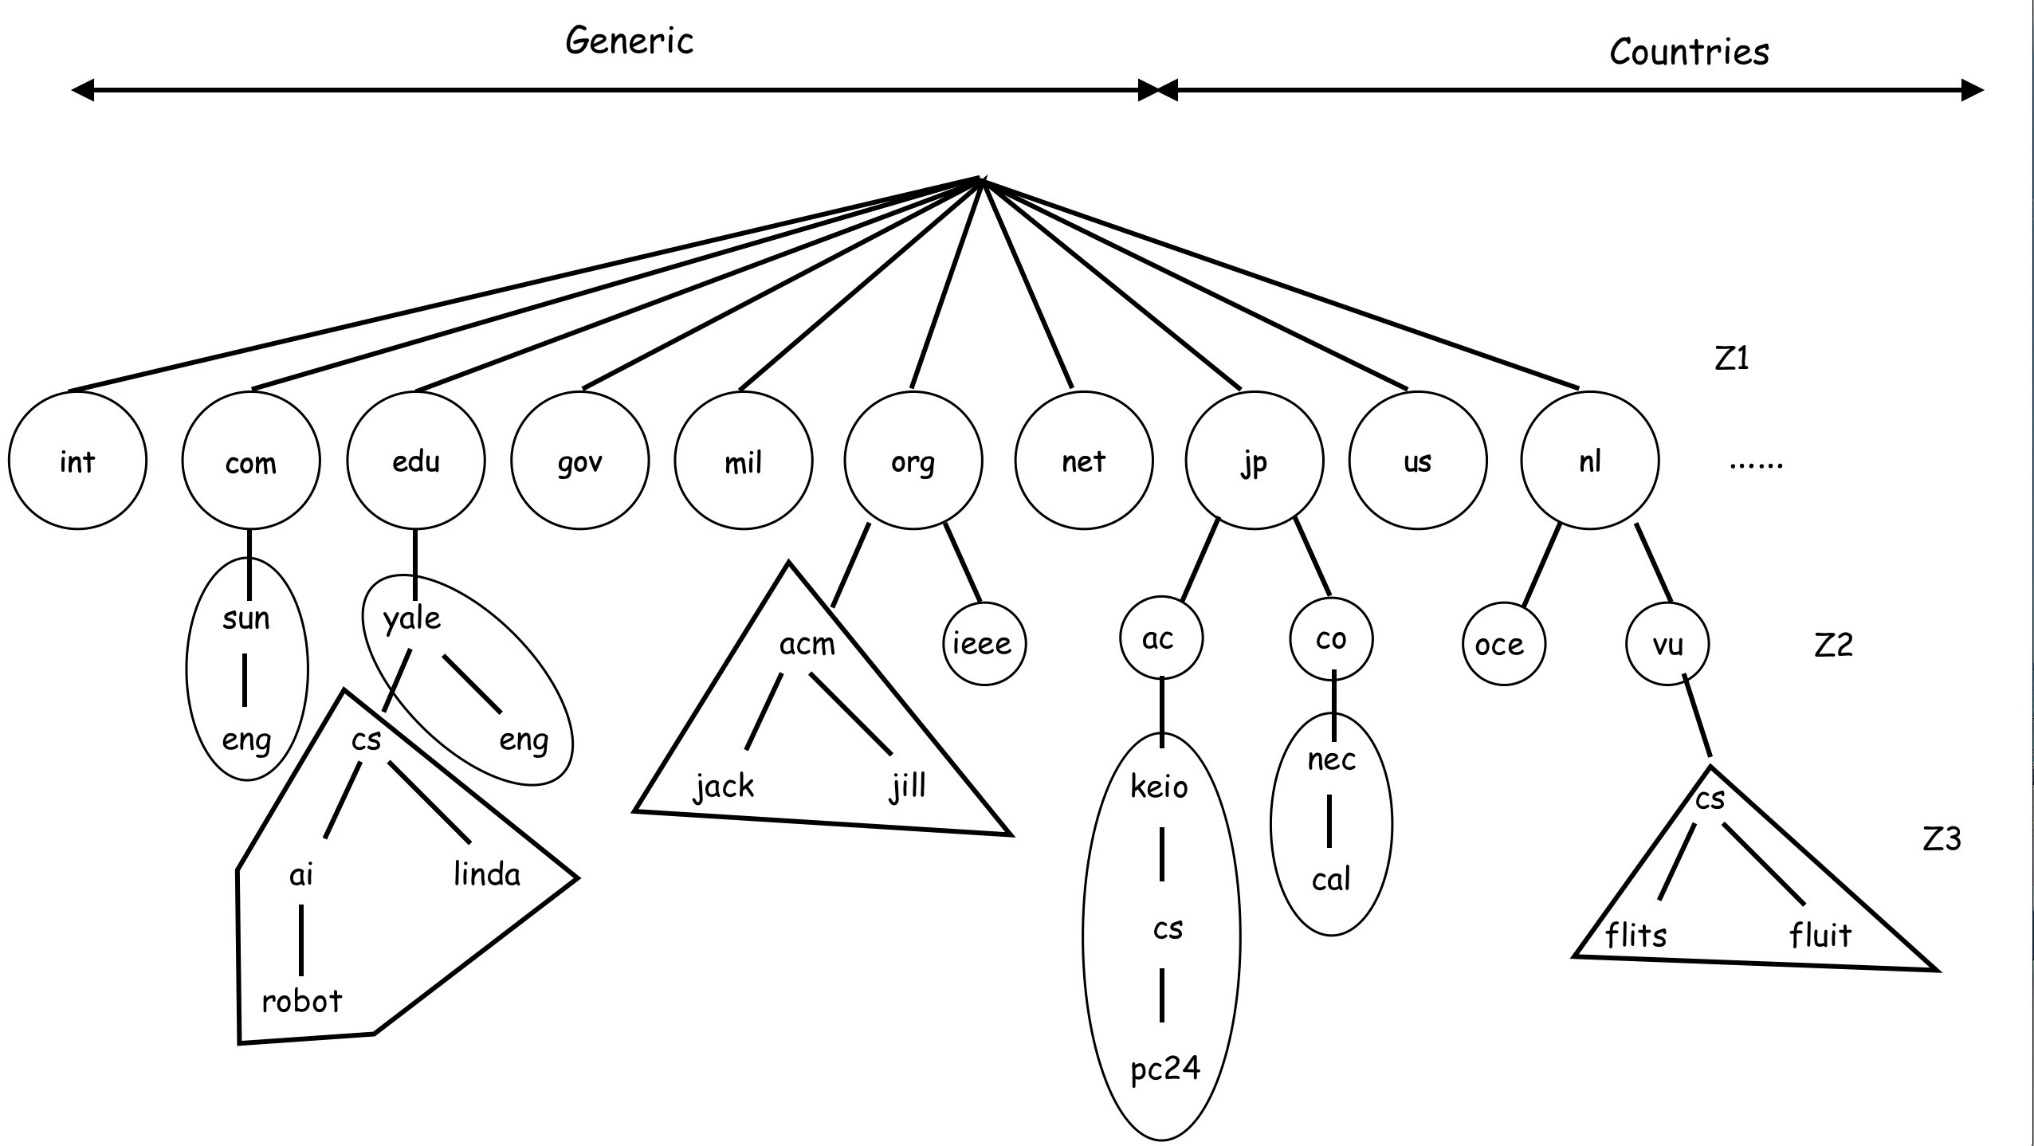 Generic
Countries
Z1
int com edu gov mil org net jp us nl ......
sun yale acm ieee ac co oce vu Z2
eng cs eng jack jill keio nec cs
Z3
ai linda cs cal flits fluit
robot pc24